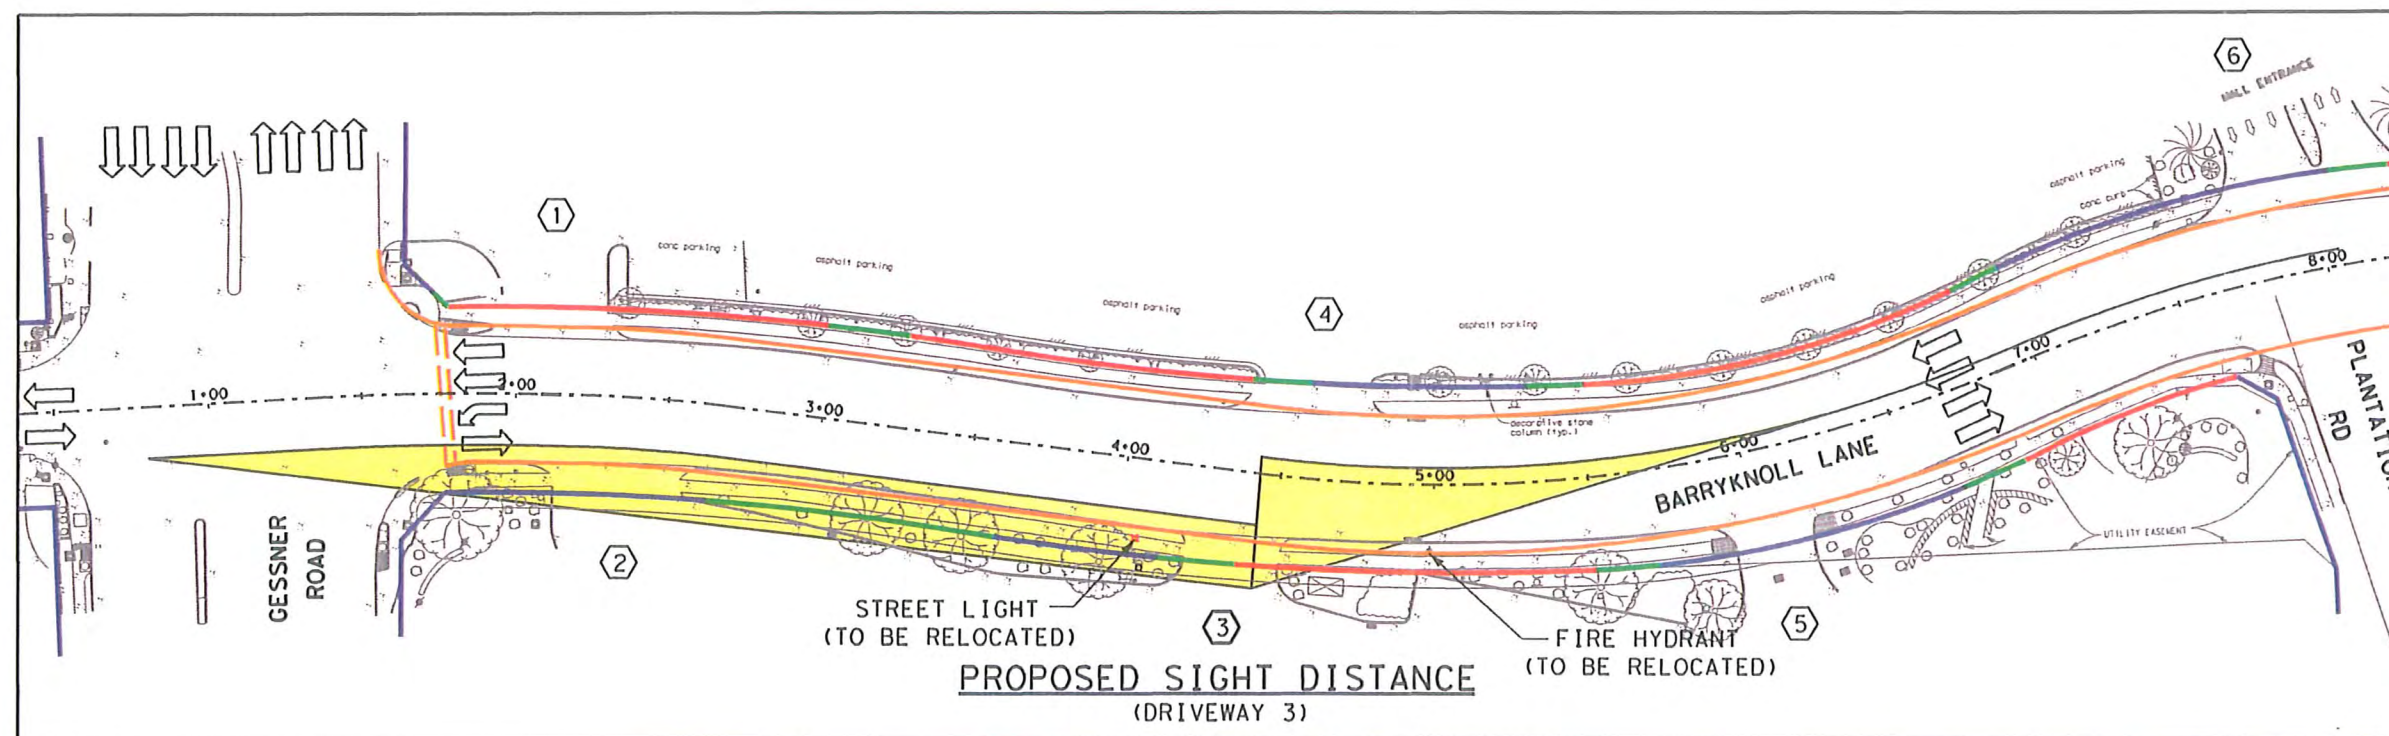 6
MALL ENTRANCE
1
conc parking
asphalt parking
asphalt parking
4
asphalt parking
asphalt parking
asphalt parking
conc curb
8+00
7+00
1+00
2+00
3+00
4+00
5+00
6+00
decorative stone
column (typ.)
BARRYKNOLL LANE
PLANTATION
RD
UTILITY EASEMENT
GESSNER
ROAD
2
STREET LIGHT
(TO BE RELOCATED)
3
5
FIRE HYDRANT
(TO BE RELOCATED)
PROPOSED SIGHT DISTANCE
(DRIVEWAY 3)